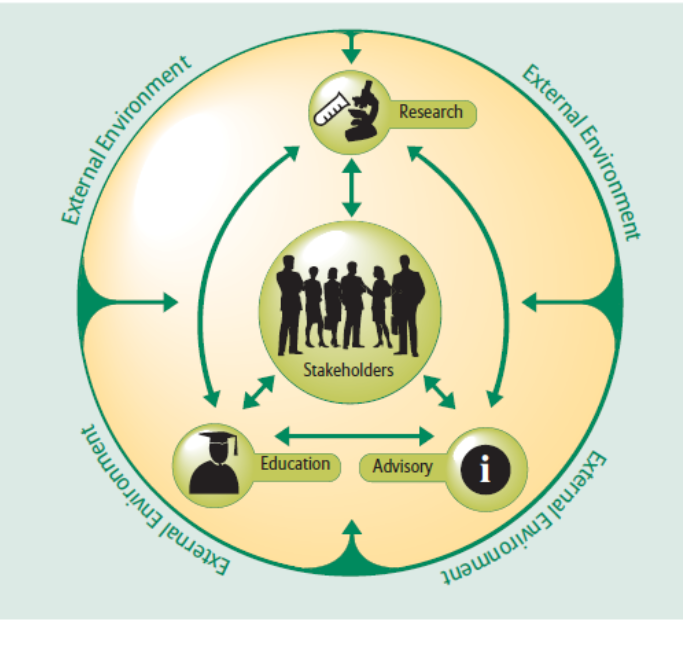 External Environment
External Environment
Research
Stakeholders
Education
Advisory
i
External Environment
External Environment